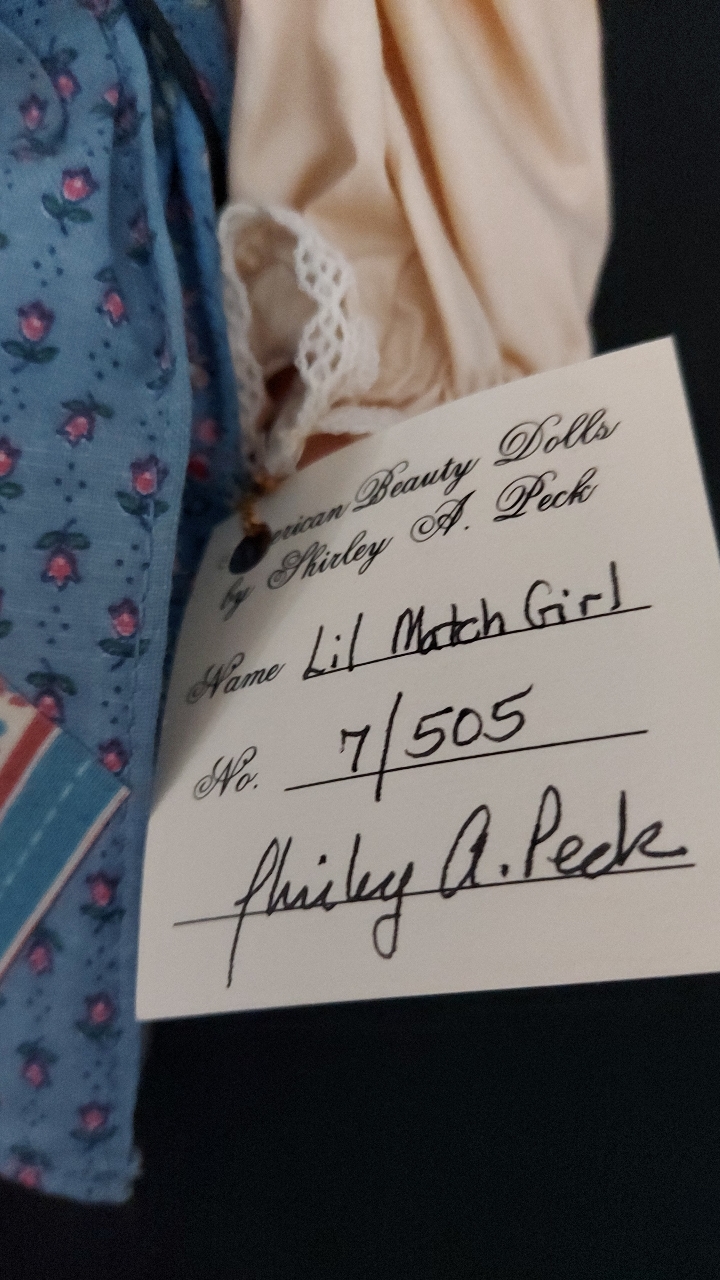 American Beauty Dolls
by Shirley A. Peck
Name Lil Match Girl
No. 7/505
Shirley A. Peck